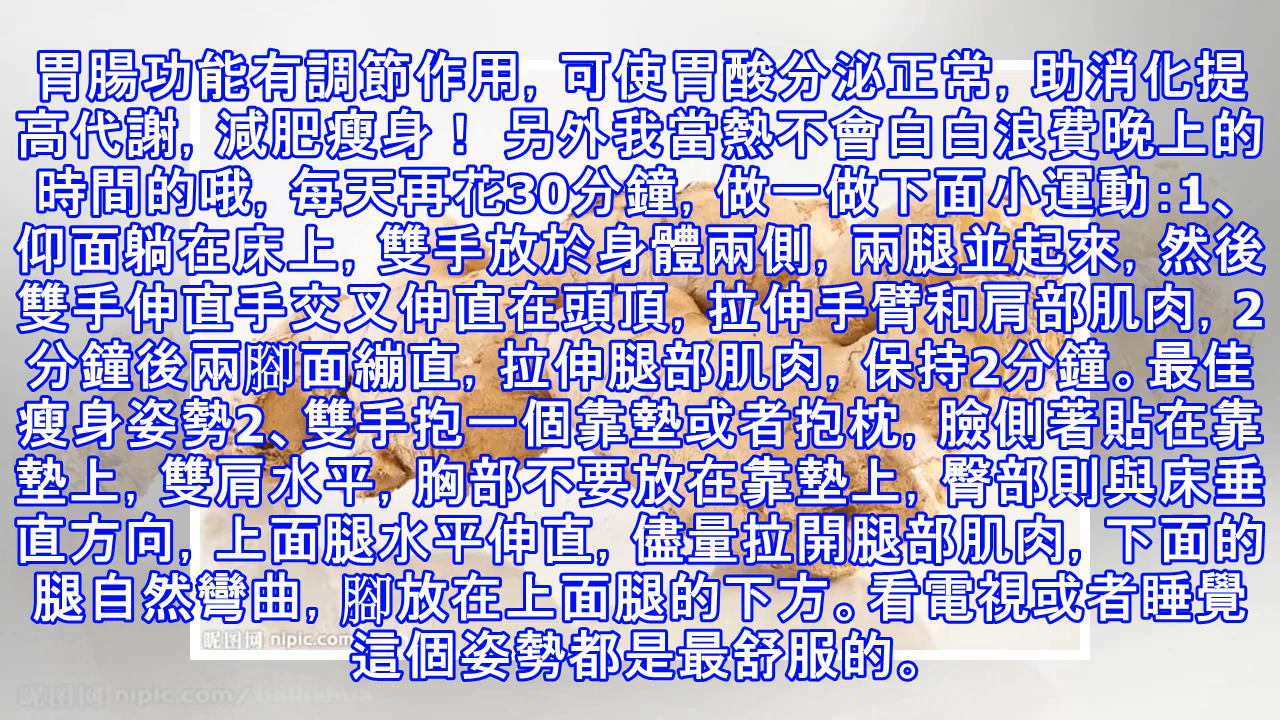 胃腸功能有調節作用, 可使胃酸分泌正常, 助消化提
高代謝, 減肥瘦身！ 另外我當熱不會白白浪費晚上的
時間的哦, 每天再花30分鐘, 做一做下面小運動:1、
仰面躺在床上, 雙手放於身體兩側, 兩腿並起來, 然後
雙手伸直手交叉伸直在頭頂, 拉伸手臂和肩部肌肉, 2
分鐘後兩腳面繃直, 拉伸腿部肌肉, 保持2分鐘。最佳
瘦身姿勢2、雙手抱一個靠墊或者抱枕, 臉側著貼在靠
墊上, 雙肩水平, 胸部不要放在靠墊上, 臀部則與床垂
直方向, 上面腿水平伸直, 儘量拉開腿部肌肉, 下面的
腿自然彎曲, 腳放在上面腿的下方。看電視或者睡覺
這個姿勢都是最舒服的。
昵图网 nipic.com
昵图网 nipic.com/baihehua